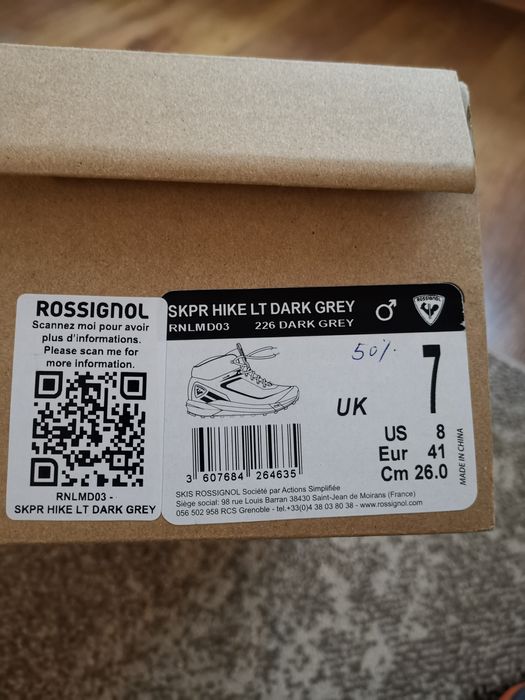 ROSSIGNOL
Scannez moi pour avoir
plus d'informations.
Please scan me for
more information.
RNLMD03 -
SKPR HIKE LT DARK GREY
SKPR HIKE LT DARK GREY
RNLMD03 226 DARK GREY
ROSSIGNOL
50%
UK 7
US 8
Eur 41
Cm 26.0
MADE IN CHINA
3 607684 264635
SKIS ROSSIGNOL Société par Actions Simplifiée
Siège social: 98 rue Louis Barran 38430 Saint-Jean de Moirans (France)
056 502 958 RCS Grenoble - tel.+33(0)4 38 03 80 38 - www.rossignol.com